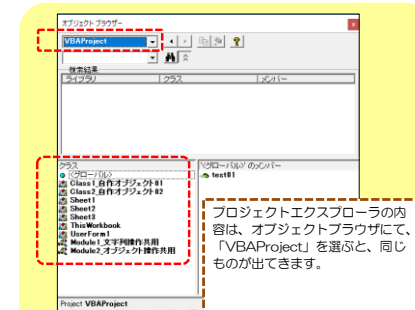 オブジェクト ブラウザー
VBAProject
検索結果
ライブラリ クラス メンバー
クラス '<グローバル>' のメンバー
<グローバル> test01
Class1_自作オブジェクト01
Class2_自作オブジェクト02
Sheet1
Sheet2
Sheet3
ThisWorkbook
UserForm1
Module1_文字列操作共用
Module2_オブジェクト操作共用
プロジェクトエクスプローラの内
容は、オブジェクトブラウザにて、
「VBAProject」を選ぶと、同じ
ものが出てきます。
Project VBAProject